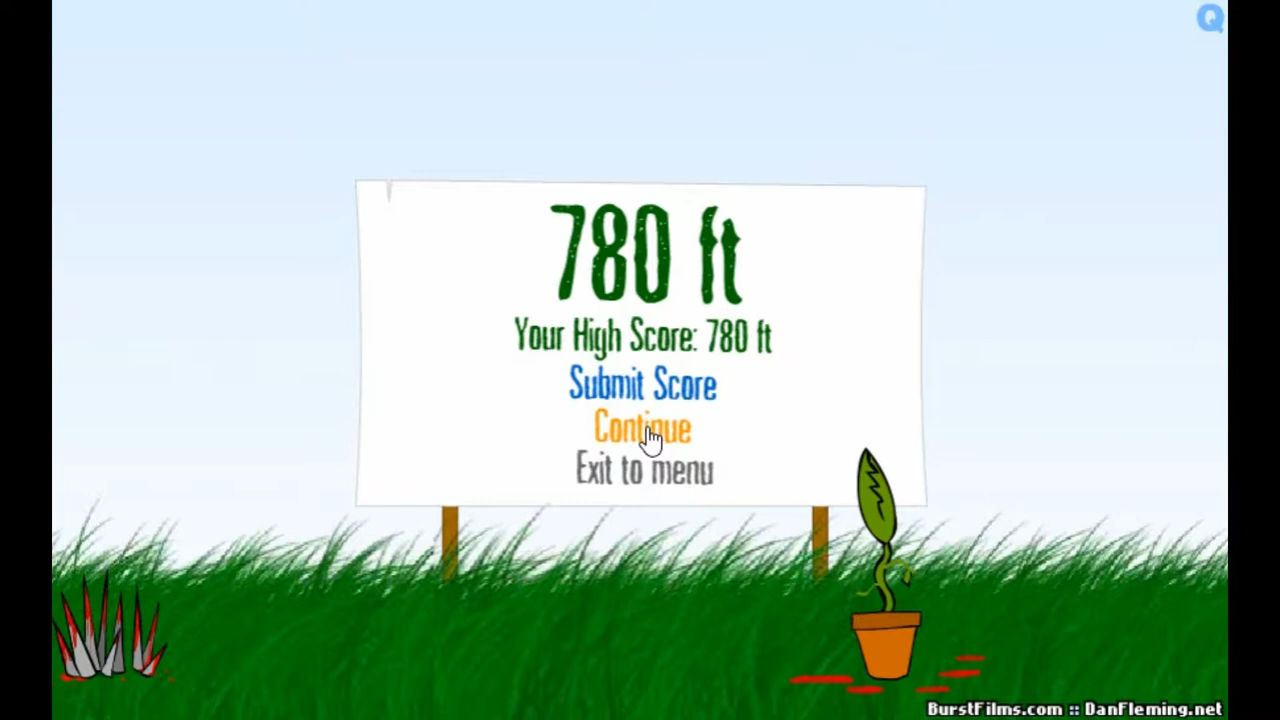 Q
780 ft
Your High Score: 780 ft
Submit Score
Continue
Exit to menu
BurstFilms.com :: DanFleming.net